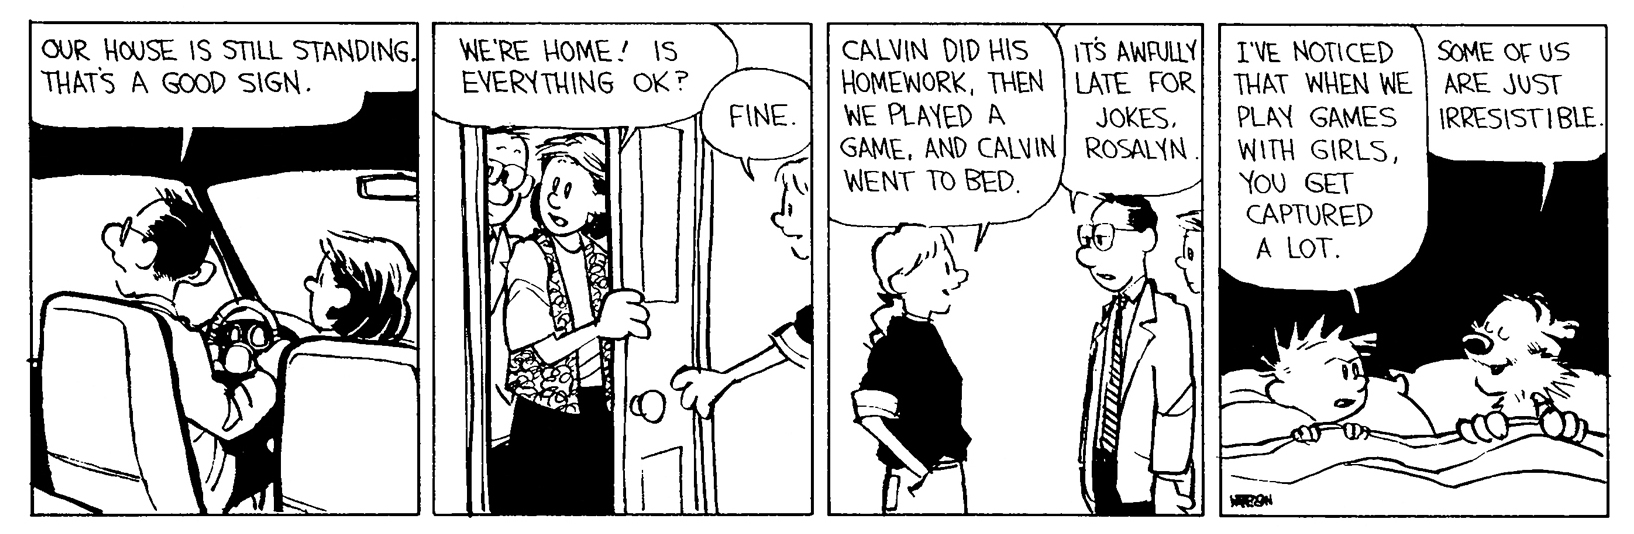 OUR HOUSE IS STILL STANDING.
THAT'S A GOOD SIGN.
WE'RE HOME! IS
EVERYTHING OK?
FINE.
CALVIN DID HIS
HOMEWORK, THEN
WE PLAYED A
GAME, AND CALVIN
WENT TO BED.
IT'S AWFULLY
LATE FOR
JOKES,
ROSALYN.
I'VE NOTICED
THAT WHEN WE
PLAY GAMES
WITH GIRLS,
YOU GET
CAPTURED
A LOT.
SOME OF US
ARE JUST
IRRESISTIBLE.